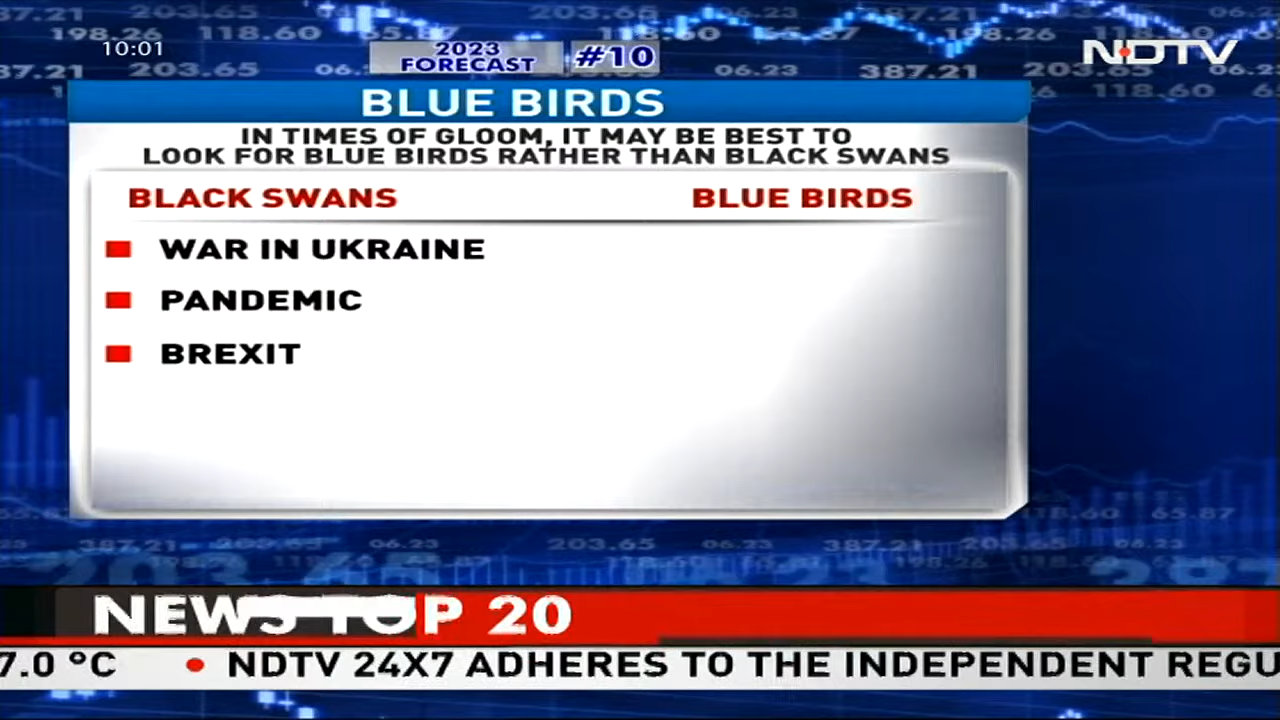 10:01
2023
FORECAST
#10
NDTV
BLUE BIRDS
IN TIMES OF GLOOM, IT MAY BE BEST TO
LOOK FOR BLUE BIRDS RATHER THAN BLACK SWANS
BLACK SWANS
BLUE BIRDS
WAR IN UKRAINE
PANDEMIC
BREXIT
NEWS TOP 20
7.0 °C • NDTV 24X7 ADHERES TO THE INDEPENDENT REGU